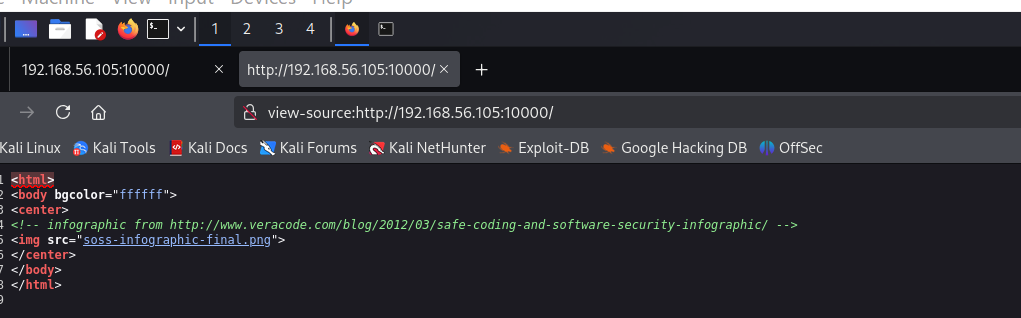 Machine View Input Devices Help
1 2 3 4
192.168.56.105:10000/ × http://192.168.56.105:10000/ × +
view-source:http://192.168.56.105:10000/
Kali Linux Kali Tools Kali Docs Kali Forums Kali NetHunter Exploit-DB Google Hacking DB OffSec
1 <html>
2 <body bgcolor="ffffff">
3 <center>
4 <!-- infographic from http://www.veracode.com/blog/2012/03/safe-coding-and-software-security-infographic/ -->
5 <img src="soss-infographic-final.png">
6 </center>
7 </body>
8 </html>
9